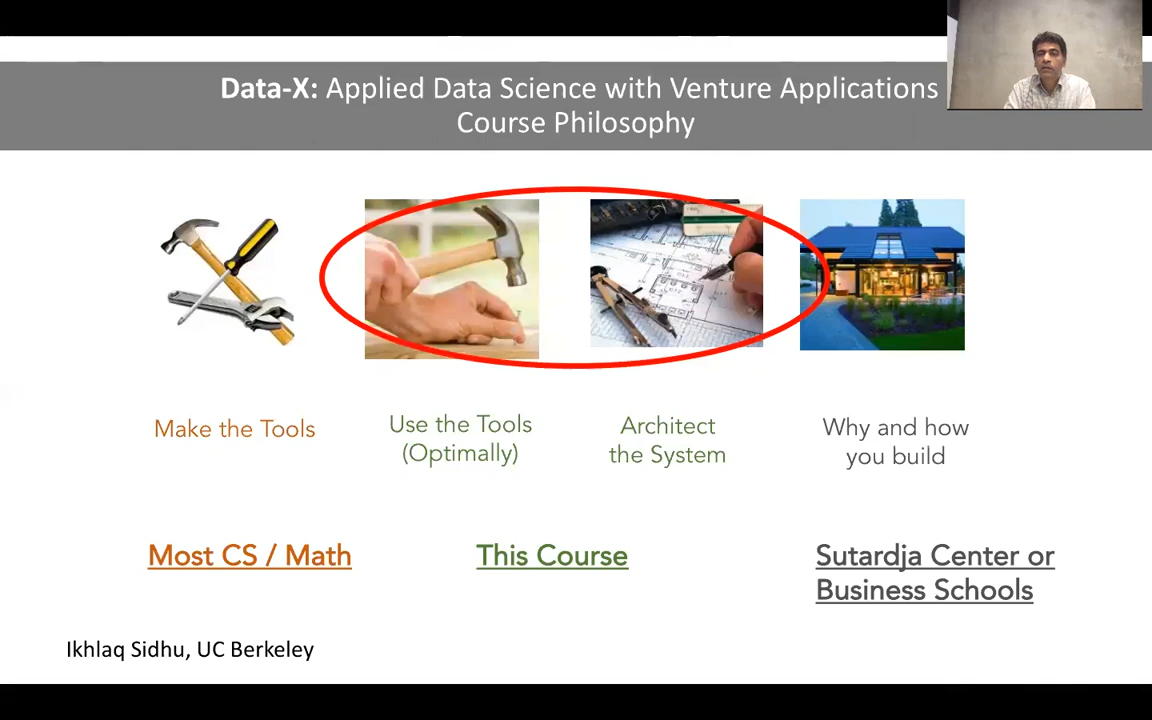 Data-X: Applied Data Science with Venture Applications
Course Philosophy
Make the Tools
Use the Tools
(Optimally)
Architect
the System
Why and how
you build
Most CS / Math
This Course
Sutardja Center or
Business Schools
Ikhlaq Sidhu, UC Berkeley